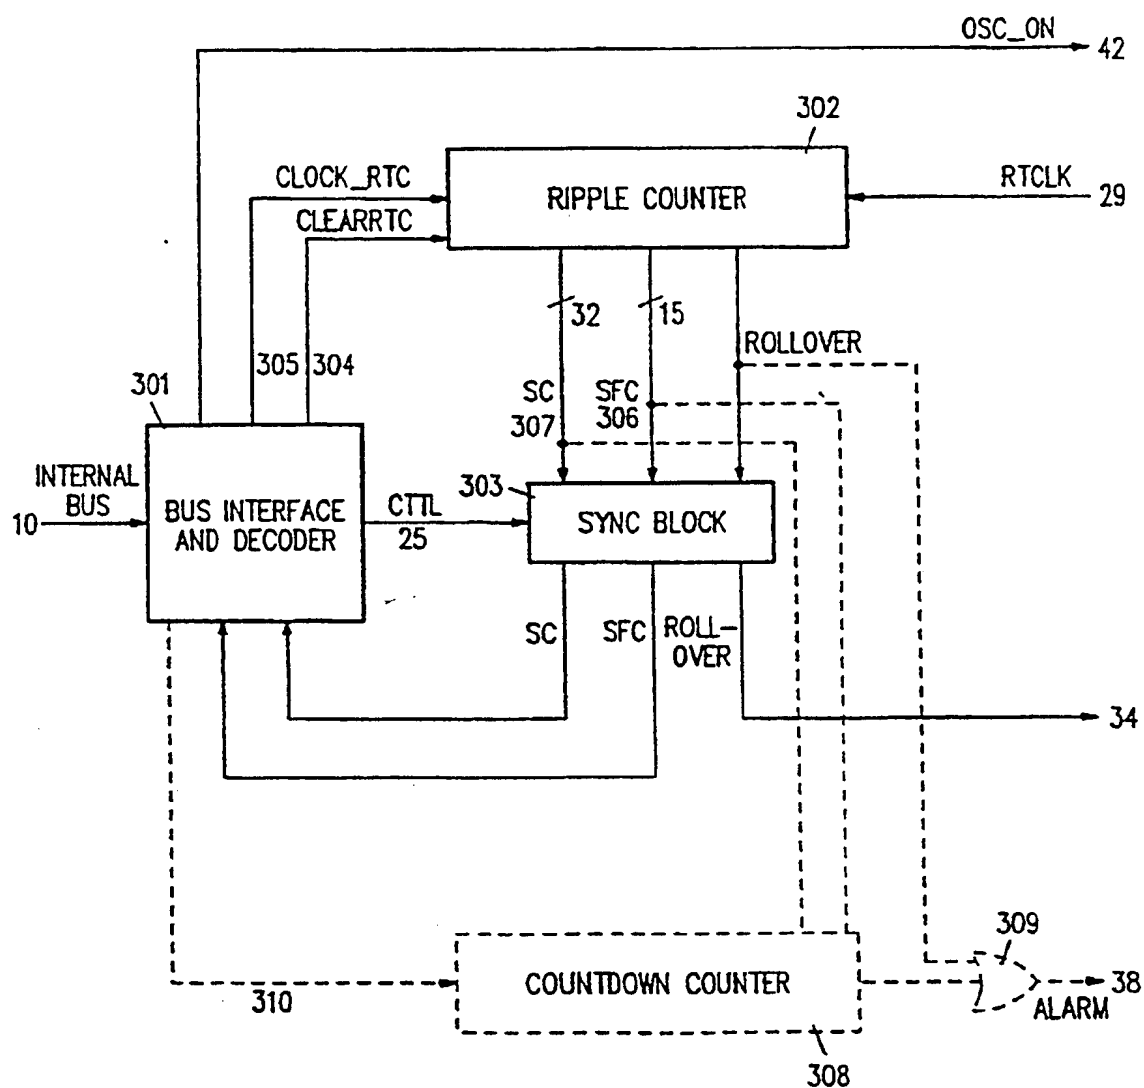 OSC_ON
42
302
CLOCK_RTC
RIPPLE COUNTER
RTCLK
29
CLEARRTC
32
15
305
304
ROLLOVER
301
SC
307
SFC
306
INTERNAL
BUS
10
BUS INTERFACE
AND DECODER
303
CTTL
25
SYNC BLOCK
SC
SFC
ROLL-
OVER
34
309
310
COUNTDOWN COUNTER
38
ALARM
308